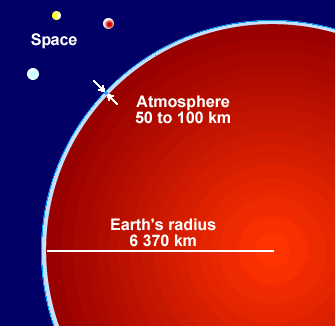 Space
Atmosphere
50 to 100 km
Earth's radius
6 370 km